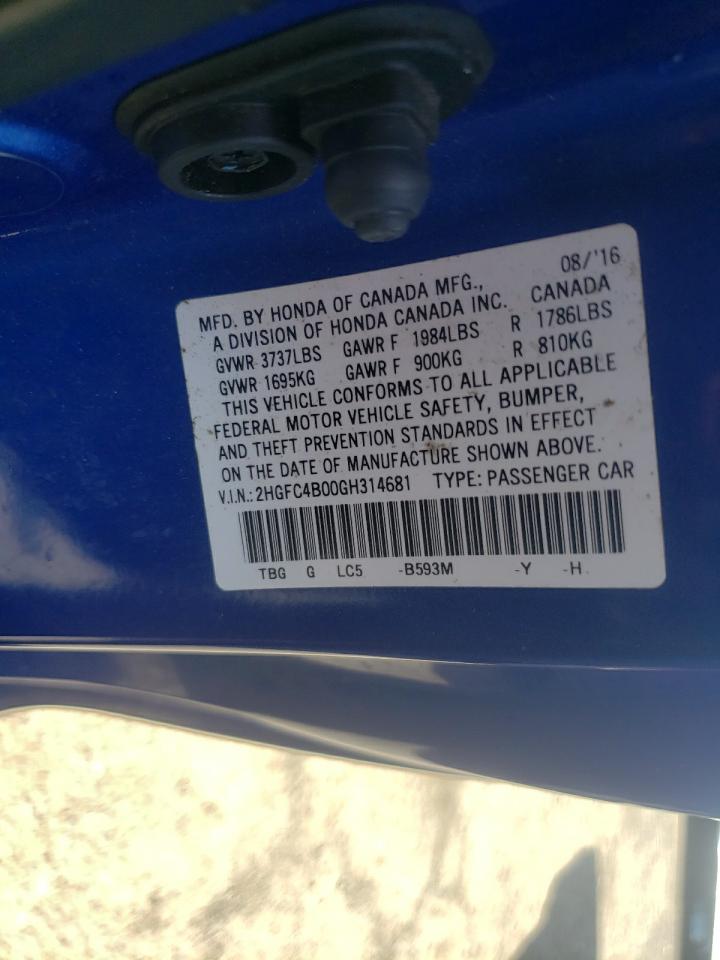 08/'16
MFD. BY HONDA OF CANADA MFG.,
A DIVISION OF HONDA CANADA INC. CANADA
GVWR 3737LBS GAWR F 1984LBS R 1786LBS
GVWR 1695KG GAWR F 900KG R 810KG
THIS VEHICLE CONFORMS TO ALL APPLICABLE
FEDERAL MOTOR VEHICLE SAFETY, BUMPER,
AND THEFT PREVENTION STANDARDS IN EFFECT
ON THE DATE OF MANUFACTURE SHOWN ABOVE.
V.I.N.: 2HGFC4B00GH314681 TYPE: PASSENGER CAR
TBG G LC5 -B593M -Y -H